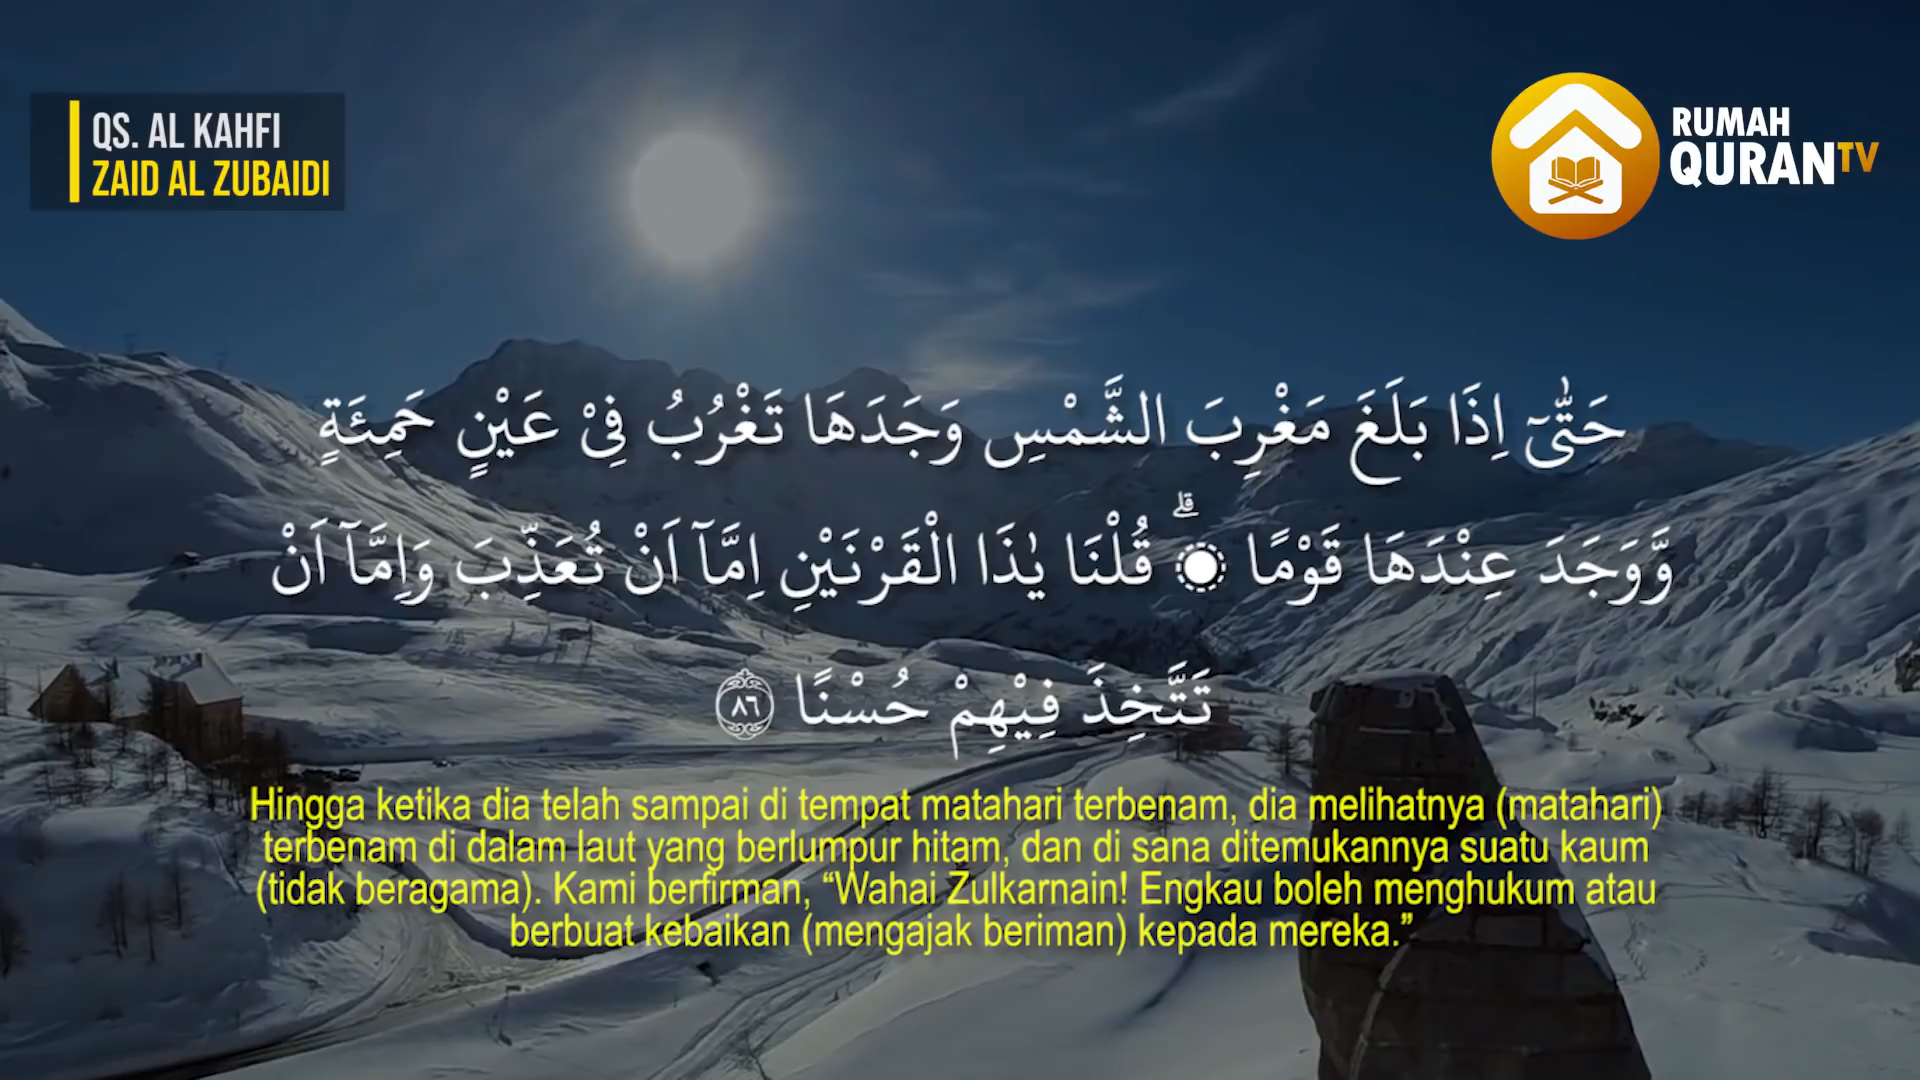 QS. AL KAHFI
ZAID AL ZUBAIDI
RUMAH
QURANTV
حَتّٰىٓ اِذَا بَلَغَ مَغْرِبَ الشَّمْسِ وَجَدَهَا تَغْرُبُ فِيْ عَيْنٍ حَمِئَةٍ
وَّوَجَدَ عِنْدَهَا قَوْمًا ۗ قُلْنَا يٰذَا الْقَرْنَيْنِ اِمَّآ اَنْ تُعَذِّبَ وَاِمَّآ اَنْ
تَتَّخِذَ فِيْهِمْ حُسْنًا ٨٦
Hingga ketika dia telah sampai di tempat matahari terbenam, dia melihatnya (matahari)
terbenam di dalam laut yang berlumpur hitam, dan di sana ditemukannya suatu kaum
(tidak beragama). Kami berfirman, “Wahai Zulkarnain! Engkau boleh menghukum atau
berbuat kebaikan (mengajak beriman) kepada mereka.”